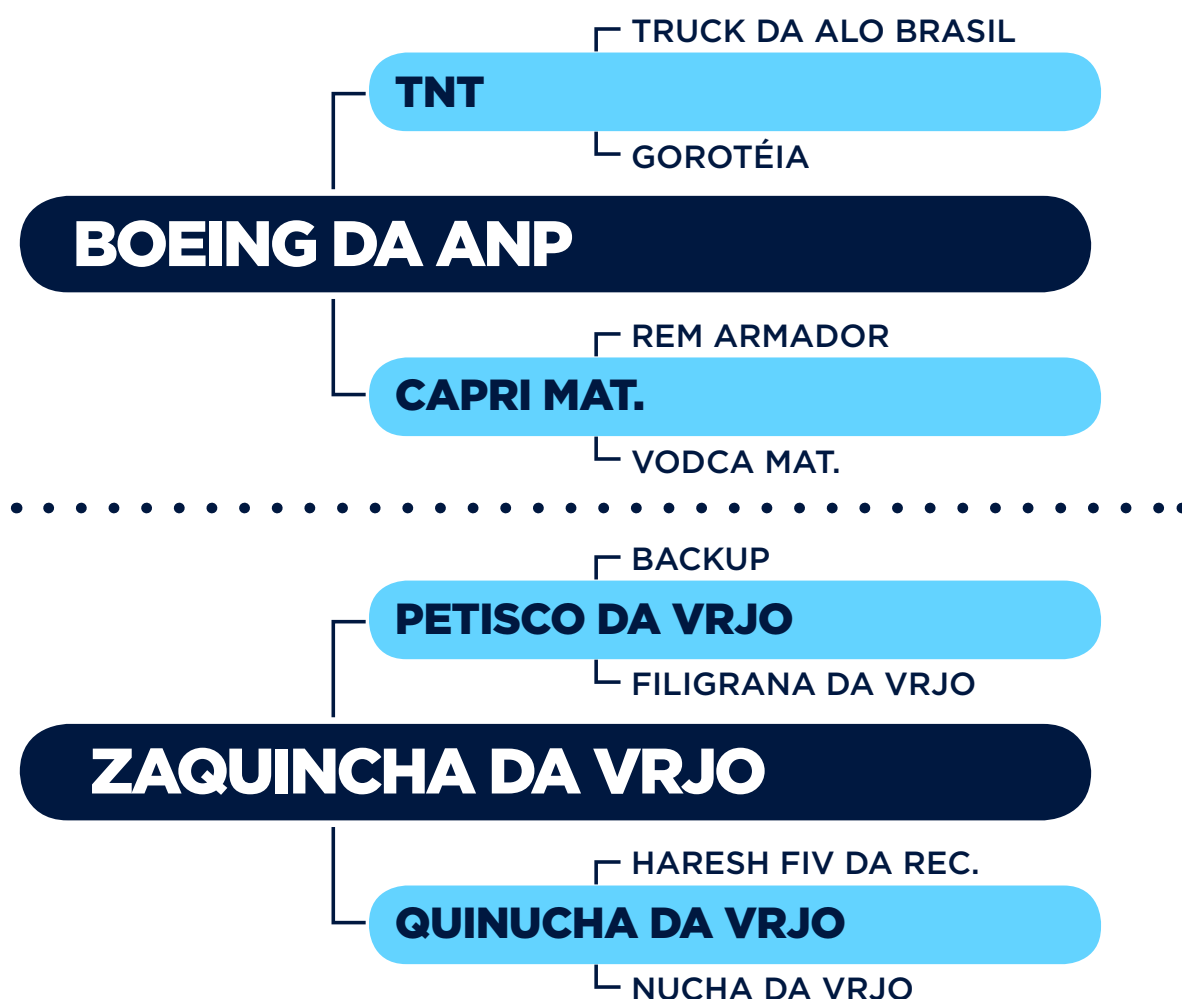 TRUCK DA ALO BRASIL
TNT
GOROTÉIA
BOEING DA ANP
REM ARMADOR
CAPRI MAT.
VODCA MAT.
BACKUP
PETISCO DA VRJO
FILIGRANA DA VRJO
ZAQUINCHA DA VRJO
HARESH FIV DA REC.
QUINUCHA DA VRJO
NUCHA DA VRJO